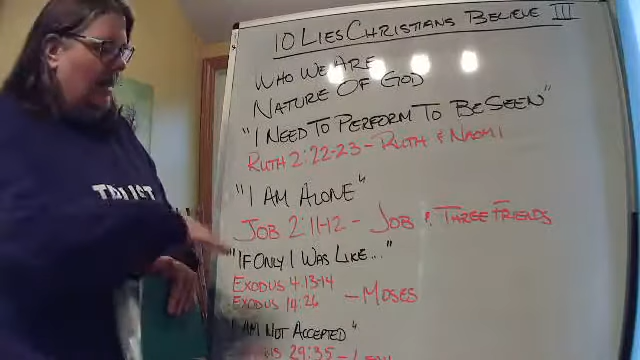 10 Lies Christians Believe III
Who We Are
Nature Of God
"I Need To Perform To Be Seen"
Ruth 2:22-23 - Ruth & Naomi
"I Am Alone"
Job 2:11-12 - Job & Three Friends
"If Only I Was Like..."
Exodus 4:13-14
Exodus 14:26 - Moses
"I Am Not Accepted"
29:35 -